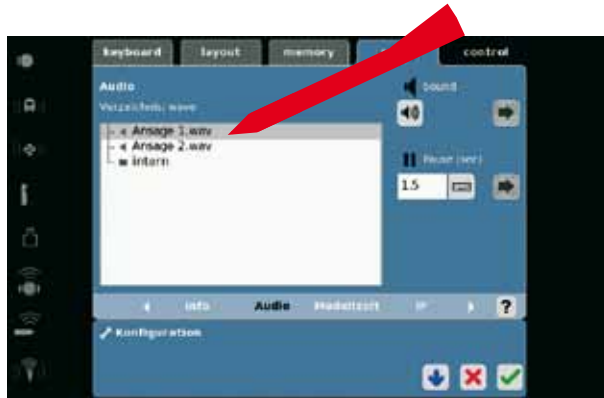 keyboard layout memory control
Audio
Verzeichnis: wave
Ansage 1.wav
Ansage 2.wav
intern
Sound
Pause (sec)
1.5
Info Audio Modellzeit IP ?
Konfiguration